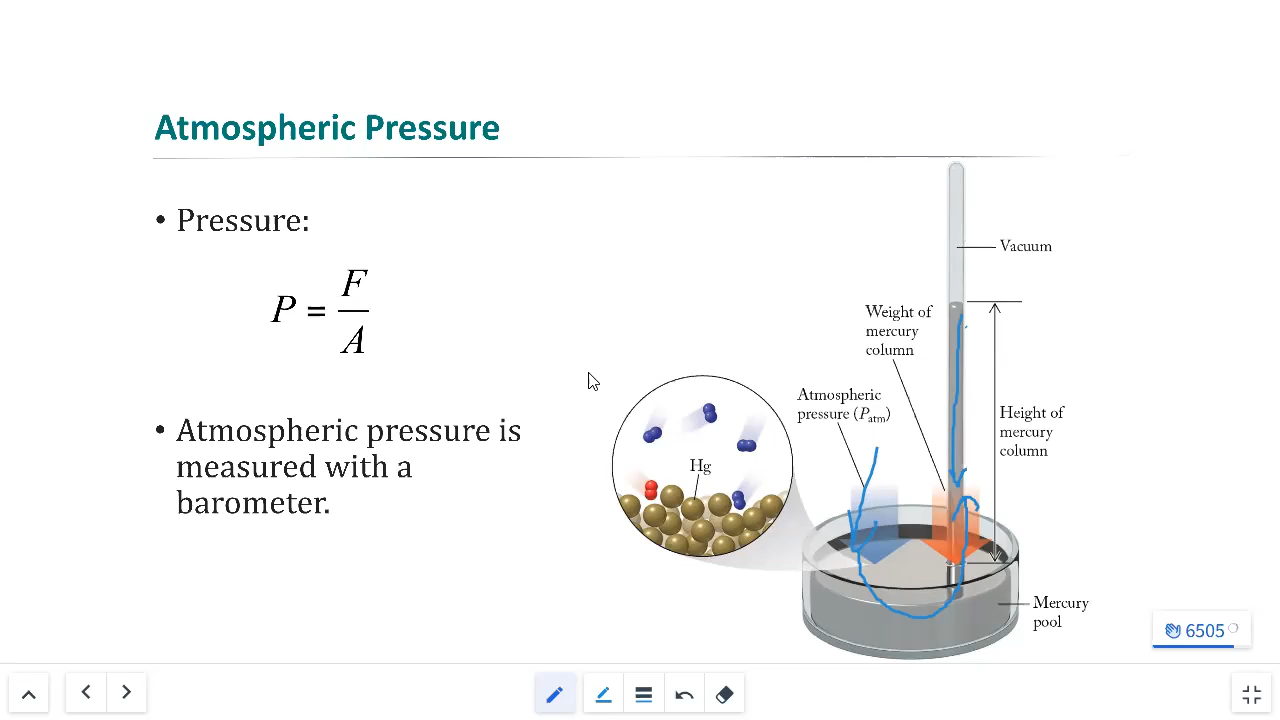 Atmospheric Pressure
• Pressure:
P = F/A
• Atmospheric pressure is
measured with a
barometer.
Vacuum
Weight of
mercury
column
Atmospheric
pressure (Patm)
Height of
mercury
column
Hg
Mercury
pool
6505